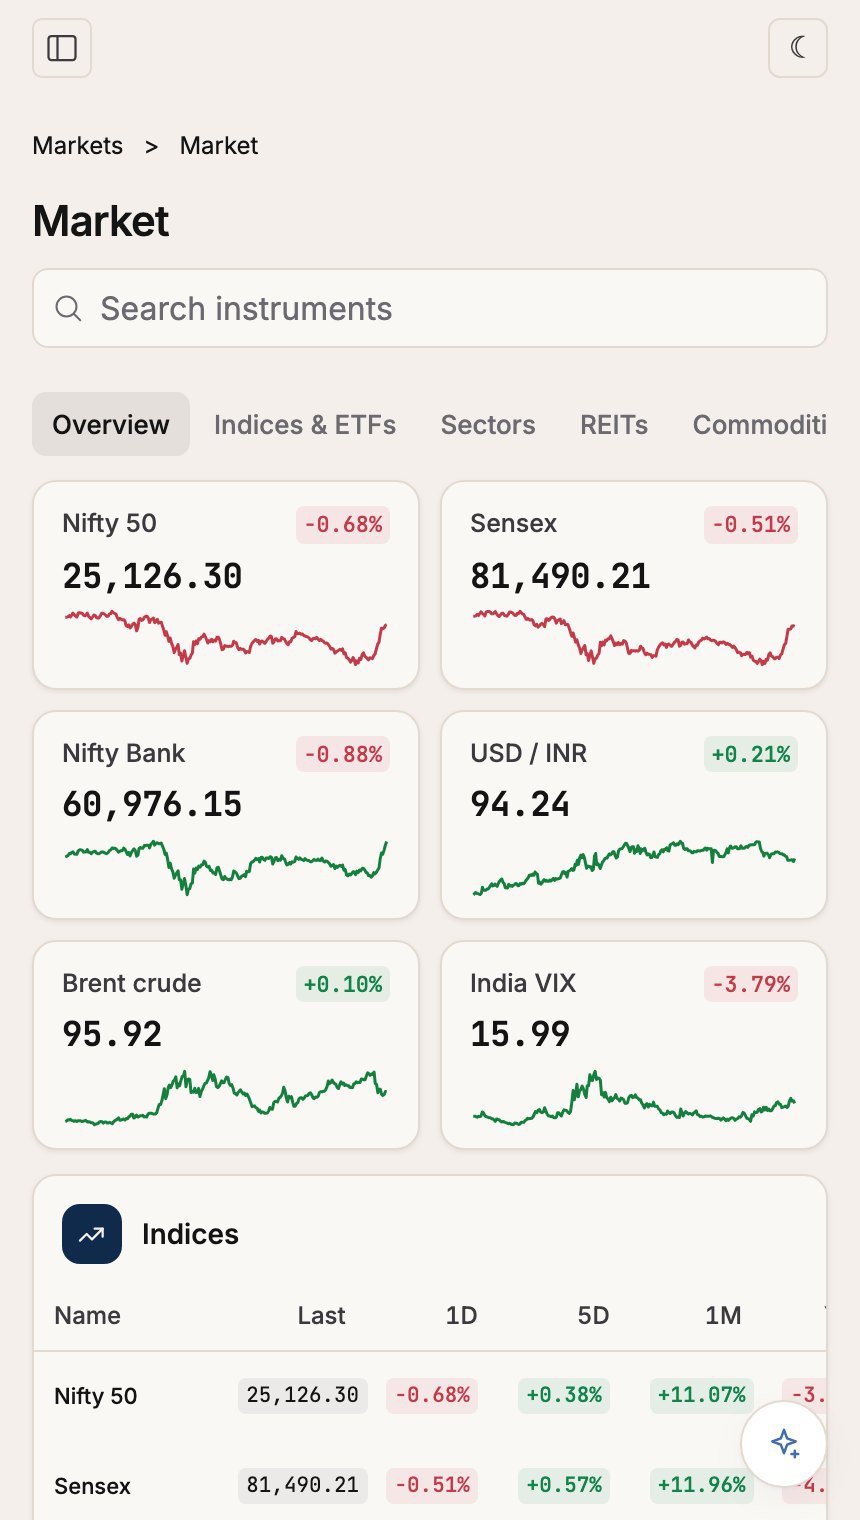 Markets > Market
Market
Search instruments
Overview Indices & ETFs Sectors REITs Commoditi
Nifty 50 -0.68%
25,126.30
Sensex -0.51%
81,490.21
Nifty Bank -0.88%
60,976.15
USD / INR +0.21%
94.24
Brent crude +0.10%
95.92
India VIX -3.79%
15.99
Indices
Name Last 1D 5D 1M
Nifty 50 25,126.30 -0.68% +0.38% +11.07% -3.
Sensex 81,490.21 -0.51% +0.57% +11.96% -4.